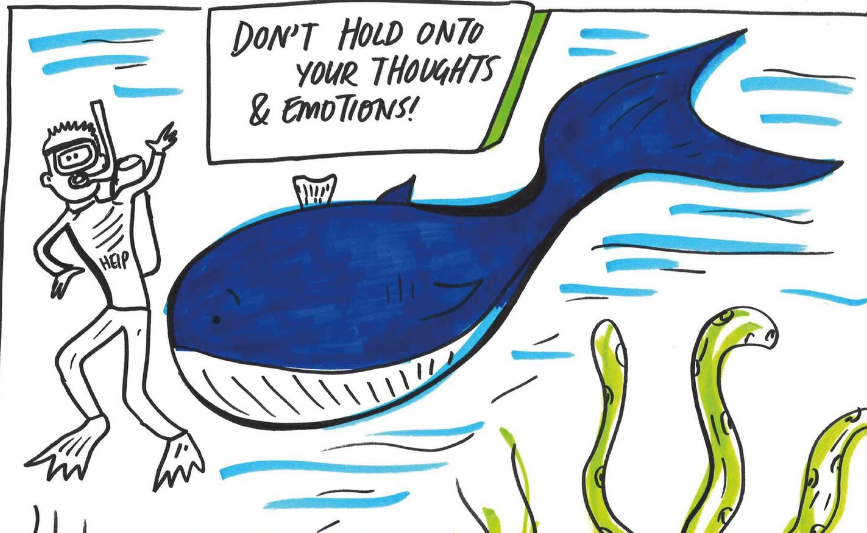 DON'T HOLD ONTO
YOUR THOUGHTS
& EMOTIONS!
HELP